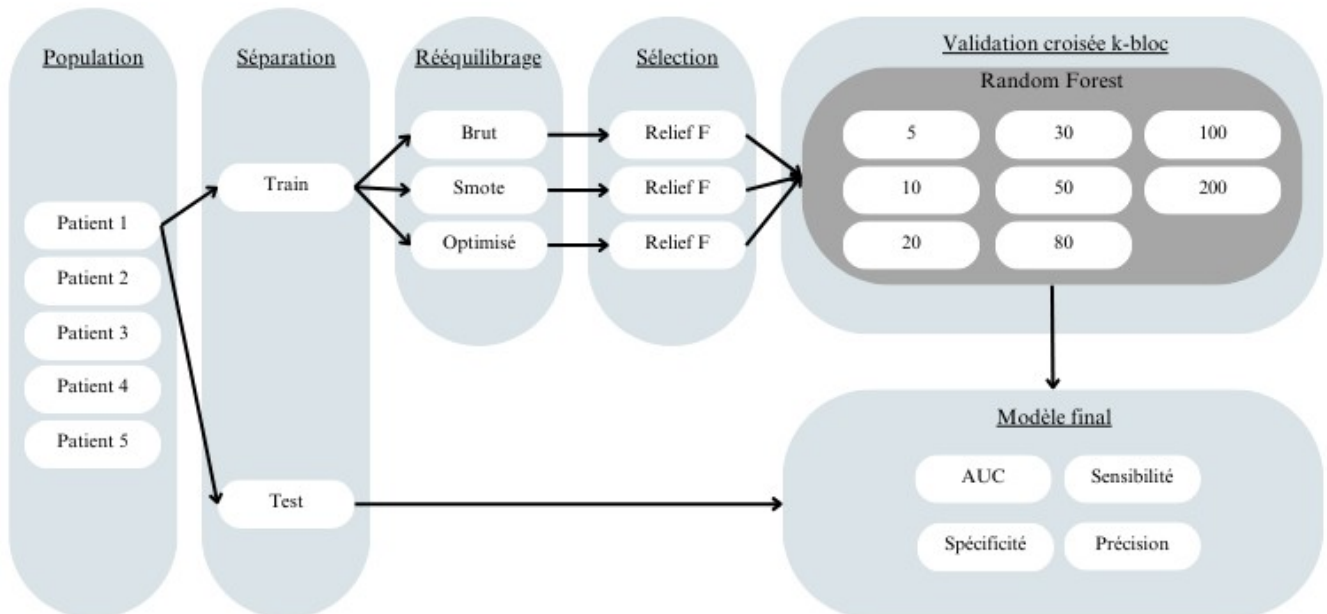 Population
Patient 1
Patient 2
Patient 3
Patient 4
Patient 5
Séparation
Train
Test
Rééquilibrage
Brut
Smote
Optimisé
Sélection
Relief F
Relief F
Relief F
Validation croisée k-bloc
Random Forest
5
30
100
10
50
200
20
80
Modèle final
AUC
Sensibilité
Spécificité
Précision